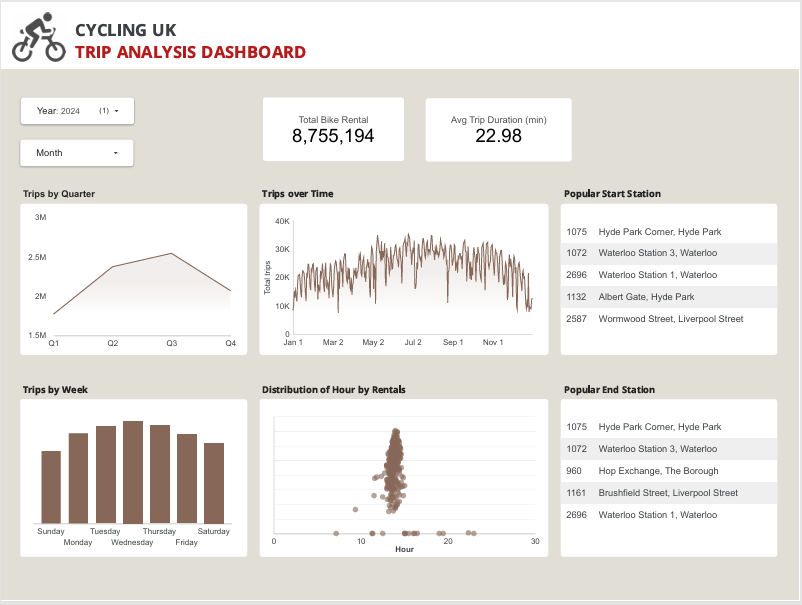 CYCLING UK
TRIP ANALYSIS DASHBOARD
Year: 2024 (1)
Month
Total Bike Rental
8,755,194
Avg Trip Duration (min)
22.98
Trips by Quarter
3M
2.5M
2M
1.5M
Q1 Q2 Q3 Q4
Trips over Time
Total trips
40K
30K
20K
10K
0
Jan 1 Mar 2 May 2 Jul 2 Sep 1 Nov 1
Popular Start Station
1075 Hyde Park Corner, Hyde Park
1072 Waterloo Station 3, Waterloo
2696 Waterloo Station 1, Waterloo
1132 Albert Gate, Hyde Park
2587 Wormwood Street, Liverpool Street
Trips by Week
Sunday Tuesday Thursday Saturday
Monday Wednesday Friday
Distribution of Hour by Rentals
0 10 20 30
Hour
Popular End Station
1075 Hyde Park Corner, Hyde Park
1072 Waterloo Station 3, Waterloo
960 Hop Exchange, The Borough
1161 Brushfield Street, Liverpool Street
2696 Waterloo Station 1, Waterloo